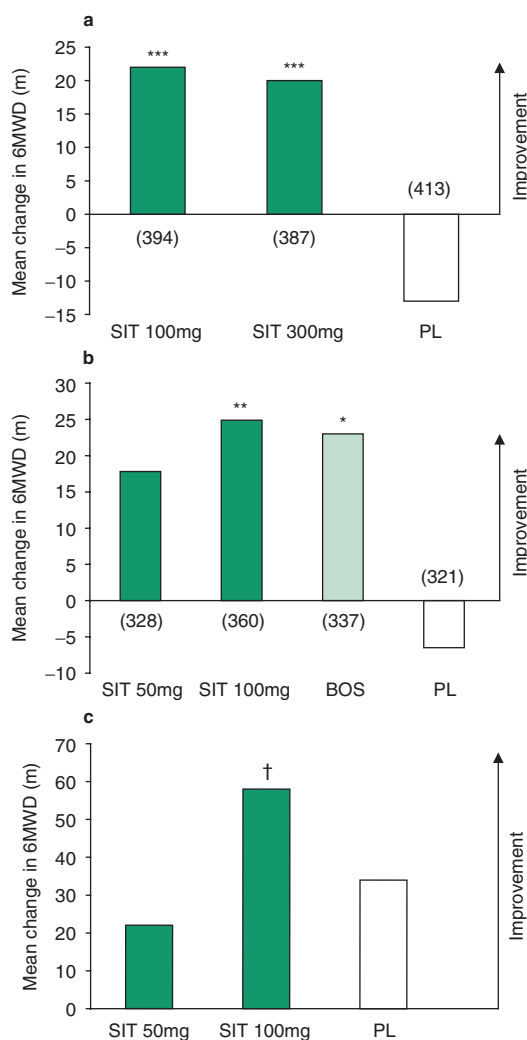 a
Mean change in 6MWD (m)
25
20
15
10
5
0
−5
−10
−15
***
***
(394)
(387)
(413)
SIT 100mg
SIT 300mg
PL
Improvement
b
Mean change in 6MWD (m)
30
25
20
15
10
5
0
−5
−10
**
*
(328)
(360)
(337)
(321)
SIT 50mg
SIT 100mg
BOS
PL
Improvement
c
Mean change in 6MWD (m)
70
60
50
40
30
20
10
0
†
SIT 50mg
SIT 100mg
PL
Improvement